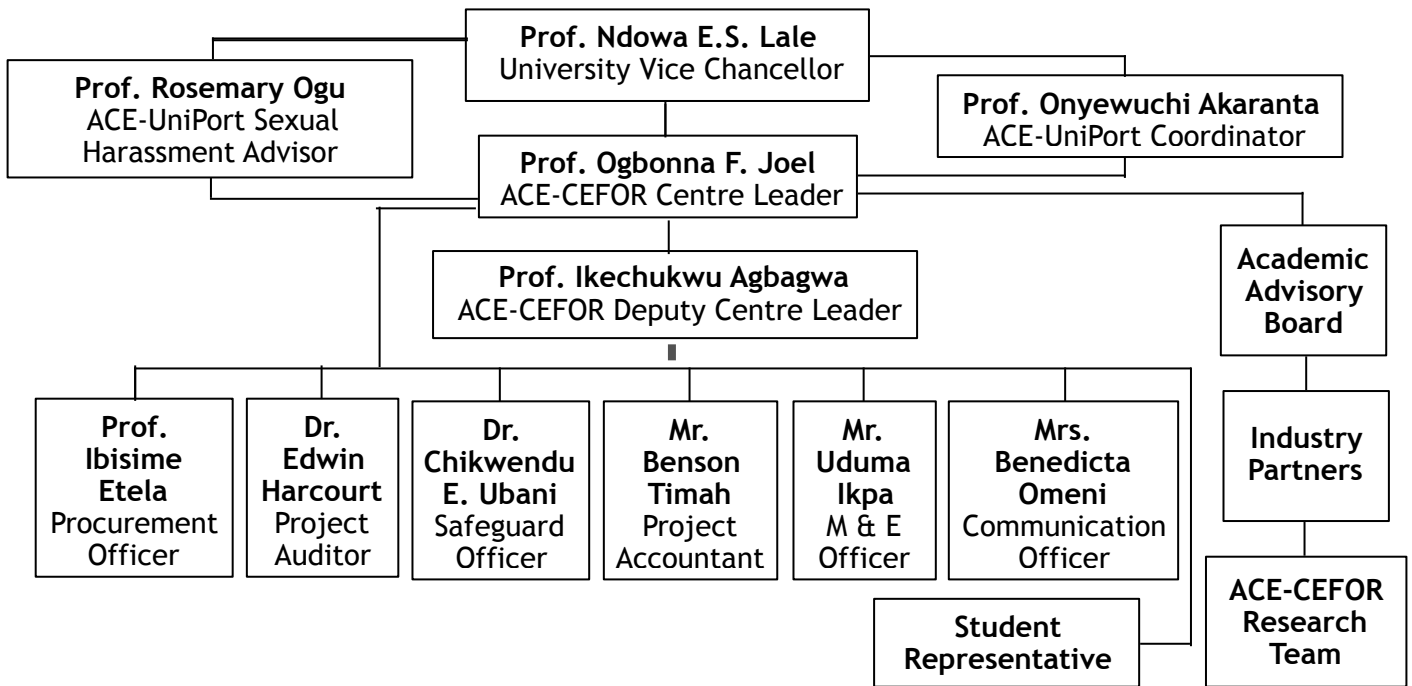 Prof. Ndowa E.S. Lale
University Vice Chancellor
Prof. Rosemary Ogu
ACE-UniPort Sexual
Harassment Advisor
Prof. Onyewuchi Akaranta
ACE-UniPort Coordinator
Prof. Ogbonna F. Joel
ACE-CEFOR Centre Leader
Prof. Ikechukwu Agbagwa
ACE-CEFOR Deputy Centre Leader
Academic
Advisory
Board
Prof.
Ibisime
Etela
Procurement
Officer
Dr.
Edwin
Harcourt
Project
Auditor
Dr.
Chikwendu
E. Ubani
Safeguard
Officer
Mr.
Benson
Timah
Project
Accountant
Mr.
Uduma
Ikpa
M & E
Officer
Mrs.
Benedicta
Omeni
Communication
Officer
Industry
Partners
Student
Representative
ACE-CEFOR
Research
Team